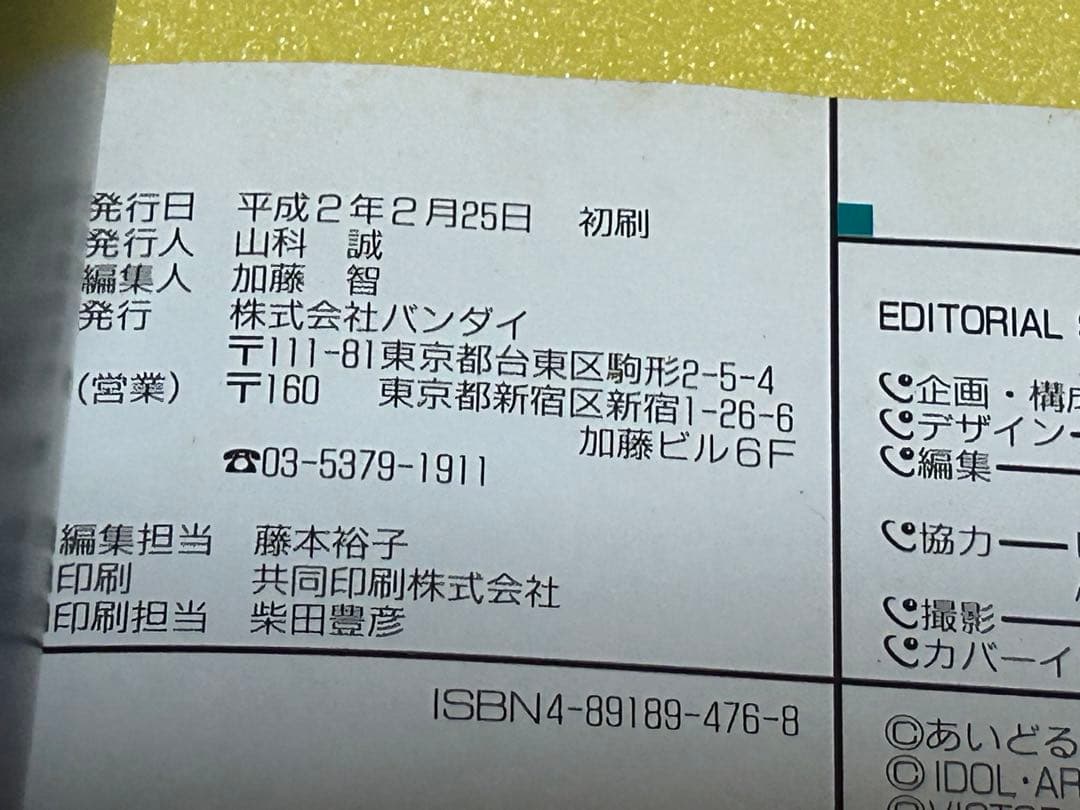 発行日　平成２年２月25日　初刷
発行人　山科　誠
編集人　加藤　智
発行　株式会社バンダイ
〒111-81東京都台東区駒形2-5-4
(営業)　〒160　東京都新宿区新宿1-26-6
加藤ビル６F
☎03-5379-1911
編集担当　藤本裕子
印刷　共同印刷株式会社
印刷担当　柴田豊彦
ISBN4-89189-476-8
EDITORIAL
企画・構成
デザイン
編集
協力
撮影
カバーイ
©あいどる
©IDOL・AR